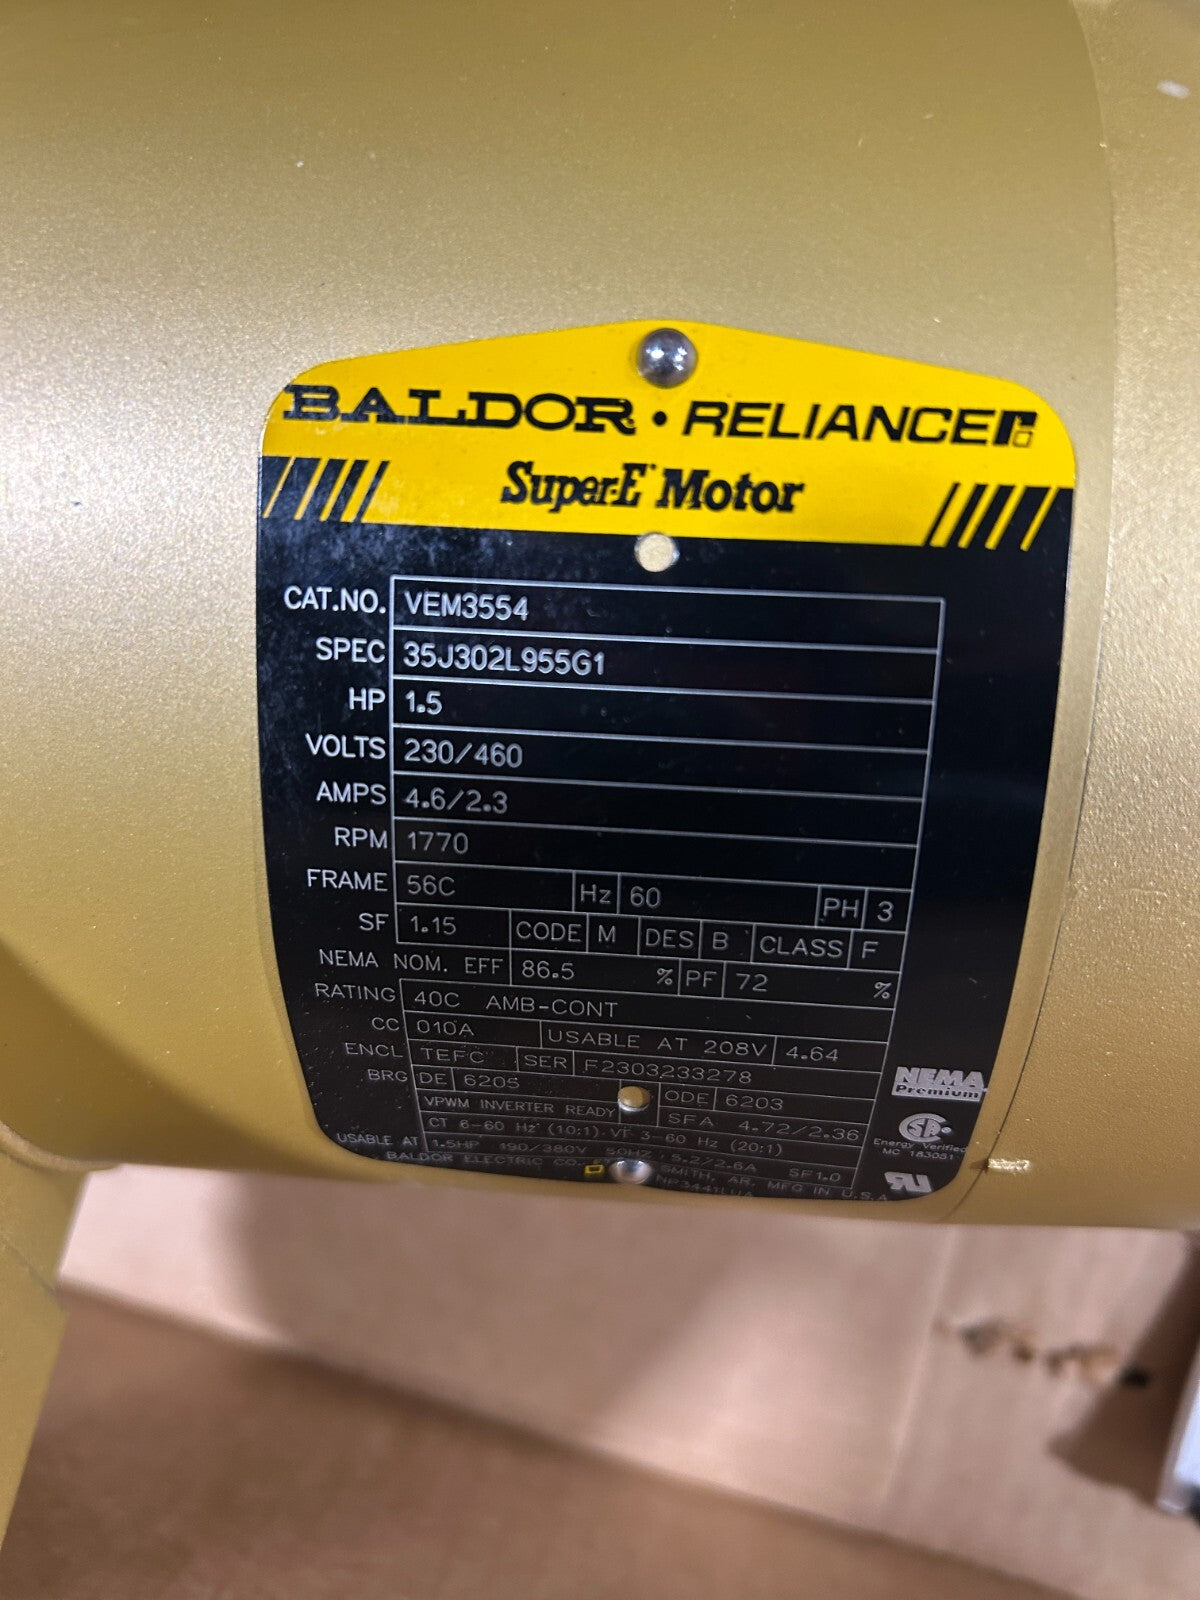 BALDOR • RELIANCE
Super-E® Motor
CAT.NO. VEM3554
SPEC 35J302L955G1
HP 1.5
VOLTS 230/460
AMPS 4.6/2.3
RPM 1770
FRAME 56C Hz 60 PH 3
SF 1.15 CODE M DES B CLASS F
NEMA NOM. EFF 86.5 % PF 72 %
RATING 40C AMB-CONT
CC 010A USABLE AT 208V 4.64
ENCL TEFC SER F2303233278
BRG DE 6205 ODE 6203
VPWM INVERTER READY SFA 4.72/2.36
CT 6-60 Hz (10:1) VT 3-60 Hz (20:1)
USABLE AT 1.5HP 190/380V 50HZ 5.2/2.6A SF1.0
BALDOR ELECTRIC CO. SMITH, AR. MFG IN U.S.A.
NEMA
Premium
Energy Verified
MC 183051